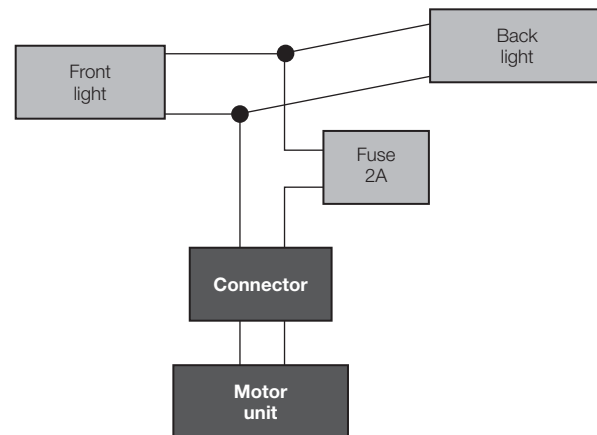 Front
light
Back
light
Fuse
2A
Connector
Motor
unit